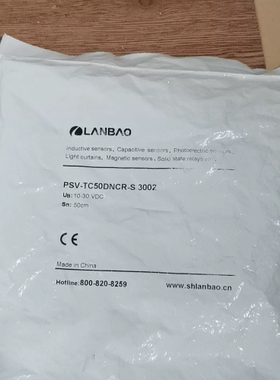 LANBAO
Inductive sensors, Capacitive sensors, Photoelectric sensors,
Light curtains, Magnetic sensors, Solid state relays
PSV-TC50DNCR-S 3002
Ue: 10-30 VDC
Sn: 50cm
CE
Made in China
Hotline:800-820-8259
www.shlanbao.cn